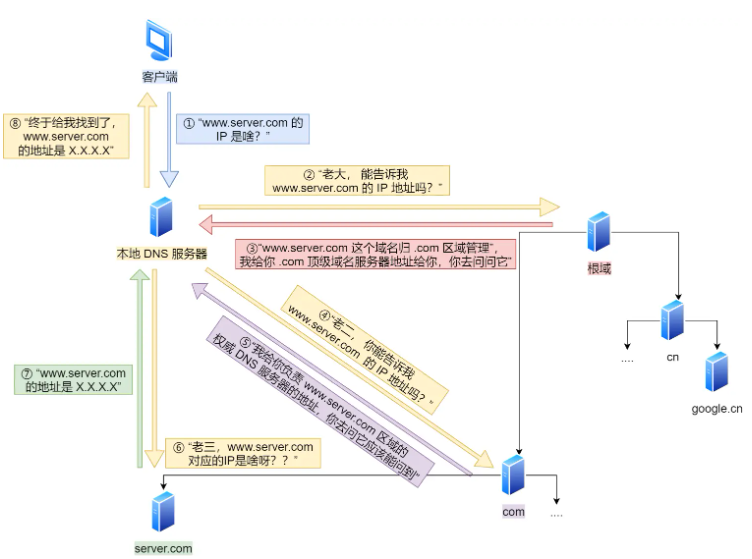 客户端
⑧ “终于给我找到了，
www.server.com
的地址是 X.X.X.X”
① “www.server.com 的
IP 是啥？”
② “老大， 能告诉我
www.server.com 的 IP 地址吗？“
本地 DNS 服务器
③“www.server.com 这个域名归 .com 区域管理”，
我给你 .com 顶级域名服务器地址给你，你去问问它”
根域
④“老二， 你能告诉我
www.server.com 的 IP 地址吗？“
⑤“我给你负责 www.server.com 区域的
权威 DNS 服务器的地址，你去问它应该能问到”
....
cn
google.cn
⑦ “www.server.com
的地址是 X.X.X.X”
⑥ “老三，www.server.com
对应的IP是啥呀？？”
com
....
server.com